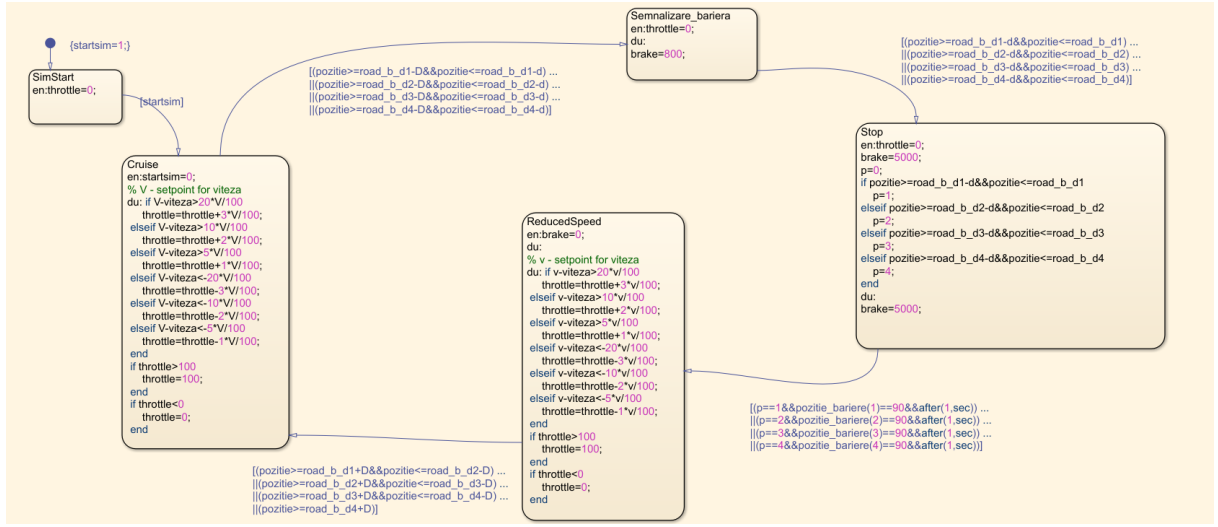 {startsim=1;}
SimStart
en:throttle=0;
[startsim]
[(pozitie>=road_b_d1-D&&pozitie<=road_b_d1-d) ...
||(pozitie>=road_b_d2-D&&pozitie<=road_b_d2-d) ...
||(pozitie>=road_b_d3-D&&pozitie<=road_b_d3-d) ...
||(pozitie>=road_b_d4-D&&pozitie<=road_b_d4-d)]
Semnalizare_bariera
en:throttle=0;
du:
brake=800;
[(pozitie>=road_b_d1-d&&pozitie<=road_b_d1) ...
||(pozitie>=road_b_d2-d&&pozitie<=road_b_d2) ...
||(pozitie>=road_b_d3-d&&pozitie<=road_b_d3) ...
||(pozitie>=road_b_d4-d&&pozitie<=road_b_d4)]
Cruise
en:startsim=0;
% V - setpoint for viteza
du: if V-viteza>20*V/100
throttle=throttle+3*V/100;
elseif V-viteza>10*V/100
throttle=throttle+2*V/100;
elseif V-viteza>5*V/100
throttle=throttle+1*V/100;
elseif V-viteza<-20*V/100
throttle=throttle-3*V/100;
elseif V-viteza<-10*V/100
throttle=throttle-2*V/100;
elseif V-viteza<-5*V/100
throttle=throttle-1*V/100;
end
if throttle>100
throttle=100;
end
if throttle<0
throttle=0;
end
ReducedSpeed
en:brake=0;
du:
% v - setpoint for viteza
du: if v-viteza>20*v/100
throttle=throttle+3*v/100;
elseif v-viteza>10*v/100
throttle=throttle+2*v/100;
elseif v-viteza>5*v/100
throttle=throttle+1*v/100;
elseif v-viteza<-20*v/100
throttle=throttle-3*v/100;
elseif v-viteza<-10*v/100
throttle=throttle-2*v/100;
elseif v-viteza<-5*v/100
throttle=throttle-1*v/100;
end
if throttle>100
throttle=100;
end
if throttle<0
throttle=0;
end
Stop
en:throttle=0;
brake=5000;
p=0;
if pozitie>=road_b_d1-d&&pozitie<=road_b_d1
p=1;
elseif pozitie>=road_b_d2-d&&pozitie<=road_b_d2
p=2;
elseif pozitie>=road_b_d3-d&&pozitie<=road_b_d3
p=3;
elseif pozitie>=road_b_d4-d&&pozitie<=road_b_d4
p=4;
end
du:
brake=5000;
[(p==1&&pozitie_bariere(1)==90&&after(1,sec)) ...
||(p==2&&pozitie_bariere(2)==90&&after(1,sec)) ...
||(p==3&&pozitie_bariere(3)==90&&after(1,sec)) ...
||(p==4&&pozitie_bariere(4)==90&&after(1,sec))]
[(pozitie>=road_b_d1+D&&pozitie<=road_b_d2-D) ...
||(pozitie>=road_b_d2+D&&pozitie<=road_b_d3-D) ...
||(pozitie>=road_b_d3+D&&pozitie<=road_b_d4-D) ...
||(pozitie>=road_b_d4+D)]